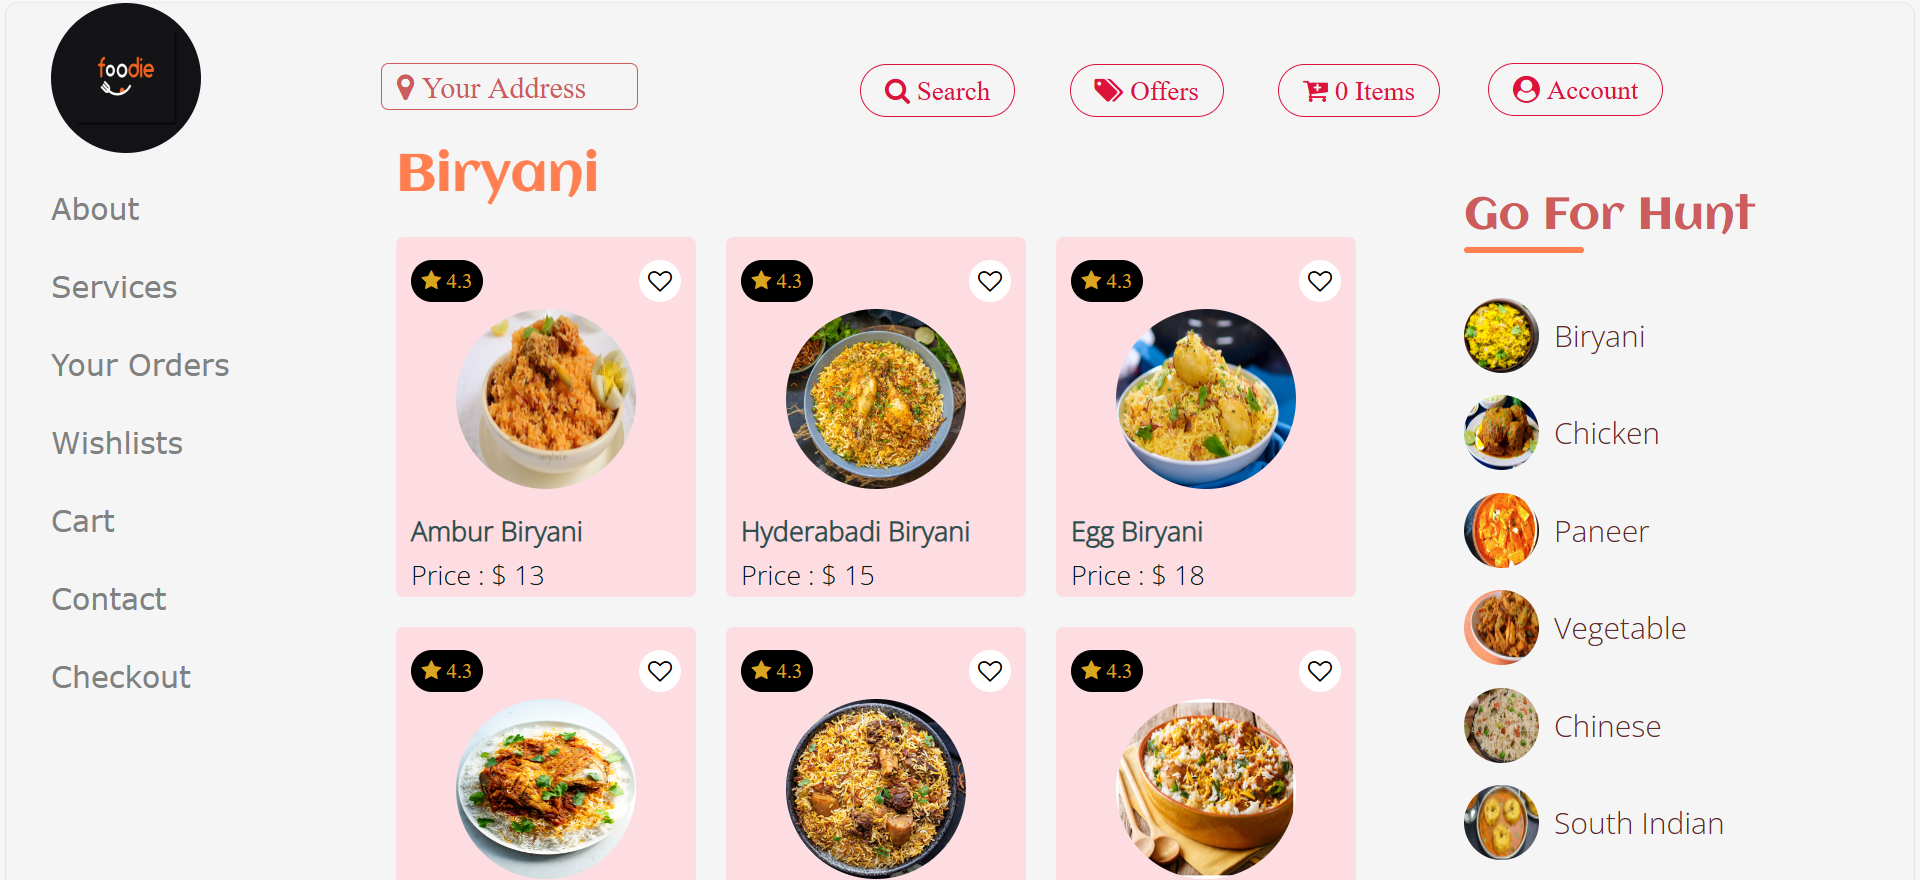 foodie
Your Address
Search
Offers
0 Items
Account
About
Services
Your Orders
Wishlists
Cart
Contact
Checkout
Biryani
4.3
4.3
4.3
Ambur Biryani
Price : $ 13
Hyderabadi Biryani
Price : $ 15
Egg Biryani
Price : $ 18
4.3
4.3
4.3
Go For Hunt
Biryani
Chicken
Paneer
Vegetable
Chinese
South Indian